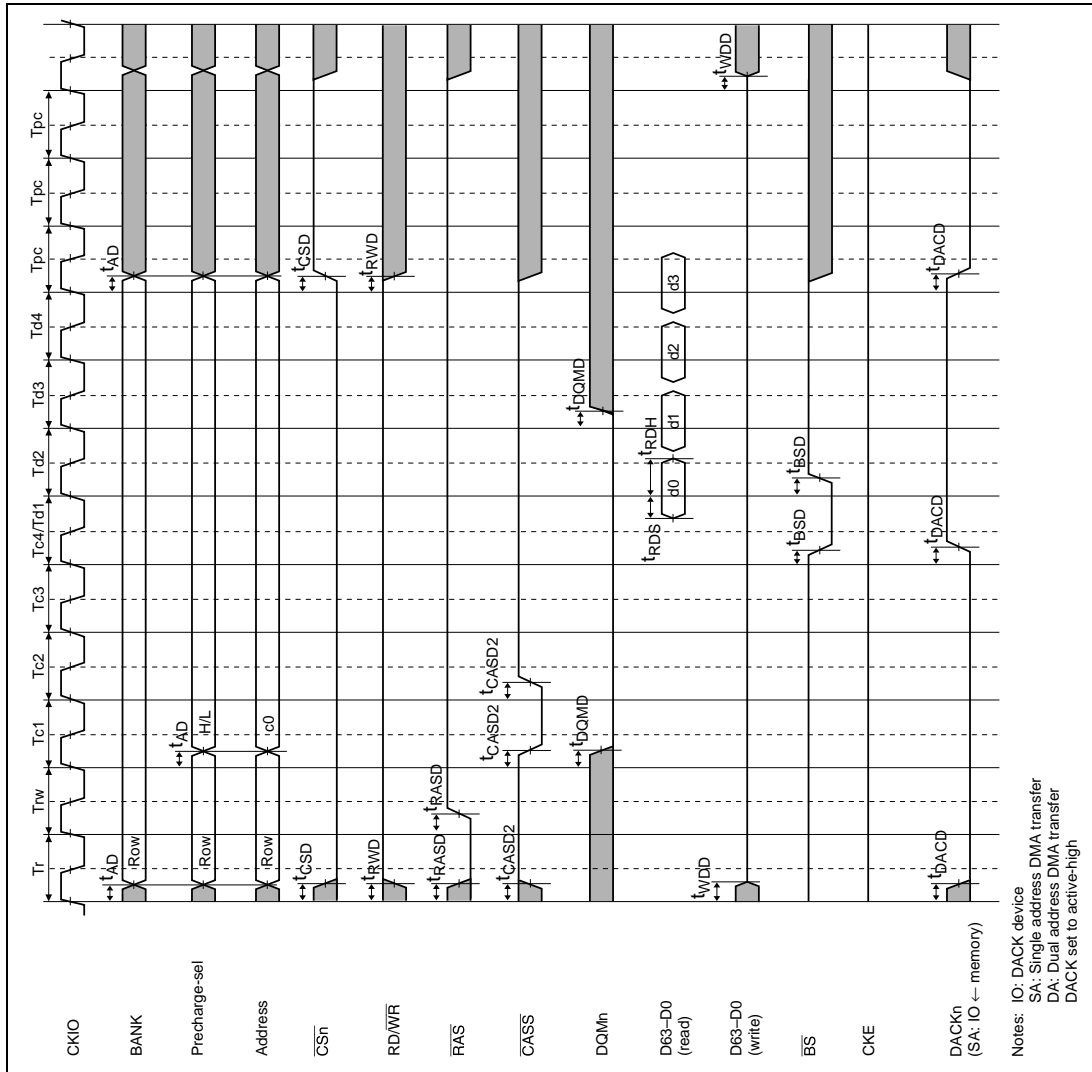 Tr Trw Tc1 Tc2 Tc3 Tc4/Td1 Td2 Td3 Td4 Tpc Tpc Tpc
CKIO
BANK
tAD
Row
tAD
Precharge-sel
Row
tAD
H/L
Address
Row
c0
CSn
tCSD
tCSD
RD/WR
tRWD
tRWD
RAS
tRASD
tRASD
CASS
tCASD2
tCASD2
tCASD2
DQMn
tDQMD
tDQMD
D63–D0
(read)
tRDS
d0
tRDH
d1
d2
d3
D63–D0
(write)
tWDD
tWDD
BS
tBSD
tBSD
CKE
DACKn
(SA: IO ← memory)
tDACD
tDACD
tDACD
Notes: IO: DACK device
SA: Single address DMA transfer
DA: Dual address DMA transfer
DACK set to active-high